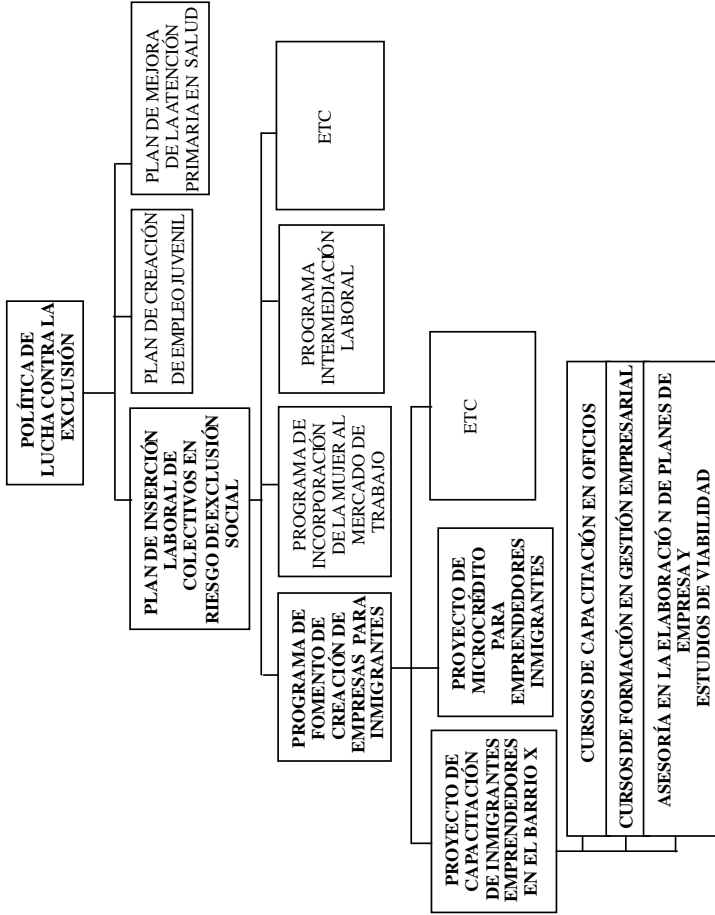 POLÍTICA DE
LUCHA CONTRA LA
EXCLUSIÓN
PLAN DE INSERCIÓN
LABORAL DE
COLECTIVOS EN
RIESGO DE EXCLUSIÓN
SOCIAL
PLAN DE CREACIÓN
DE EMPLEO JUVENIL
PLAN DE MEJORA
DE LA ATENCIÓN
PRIMARIA EN SALUD
PROGRAMA DE
FOMENTO DE
CREACIÓN DE
EMPRESAS PARA
INMIGRANTES
PROGRAMA DE
INCORPORACIÓN
DE LA MUJER AL
MERCADO DE
TRABAJO
PROGRAMA
INTERMEDIACIÓN
LABORAL
ETC
PROYECTO DE
CAPACITACIÓN
DE INMIGRANTES
EMPRENDEDORES
EN EL BARRIO X
PROYECTO DE
MICROCRÉDITO
PARA
EMPRENDEDORES
INMIGRANTES
ETC
CURSOS DE CAPACITACIÓN EN OFICIOS
CURSOS DE FORMACIÓN EN GESTIÓN EMPRESARIAL
ASESORÍA EN LA ELABORACIÓN DE PLANES DE
EMPRESA Y
ESTUDIOS DE VIABILIDAD